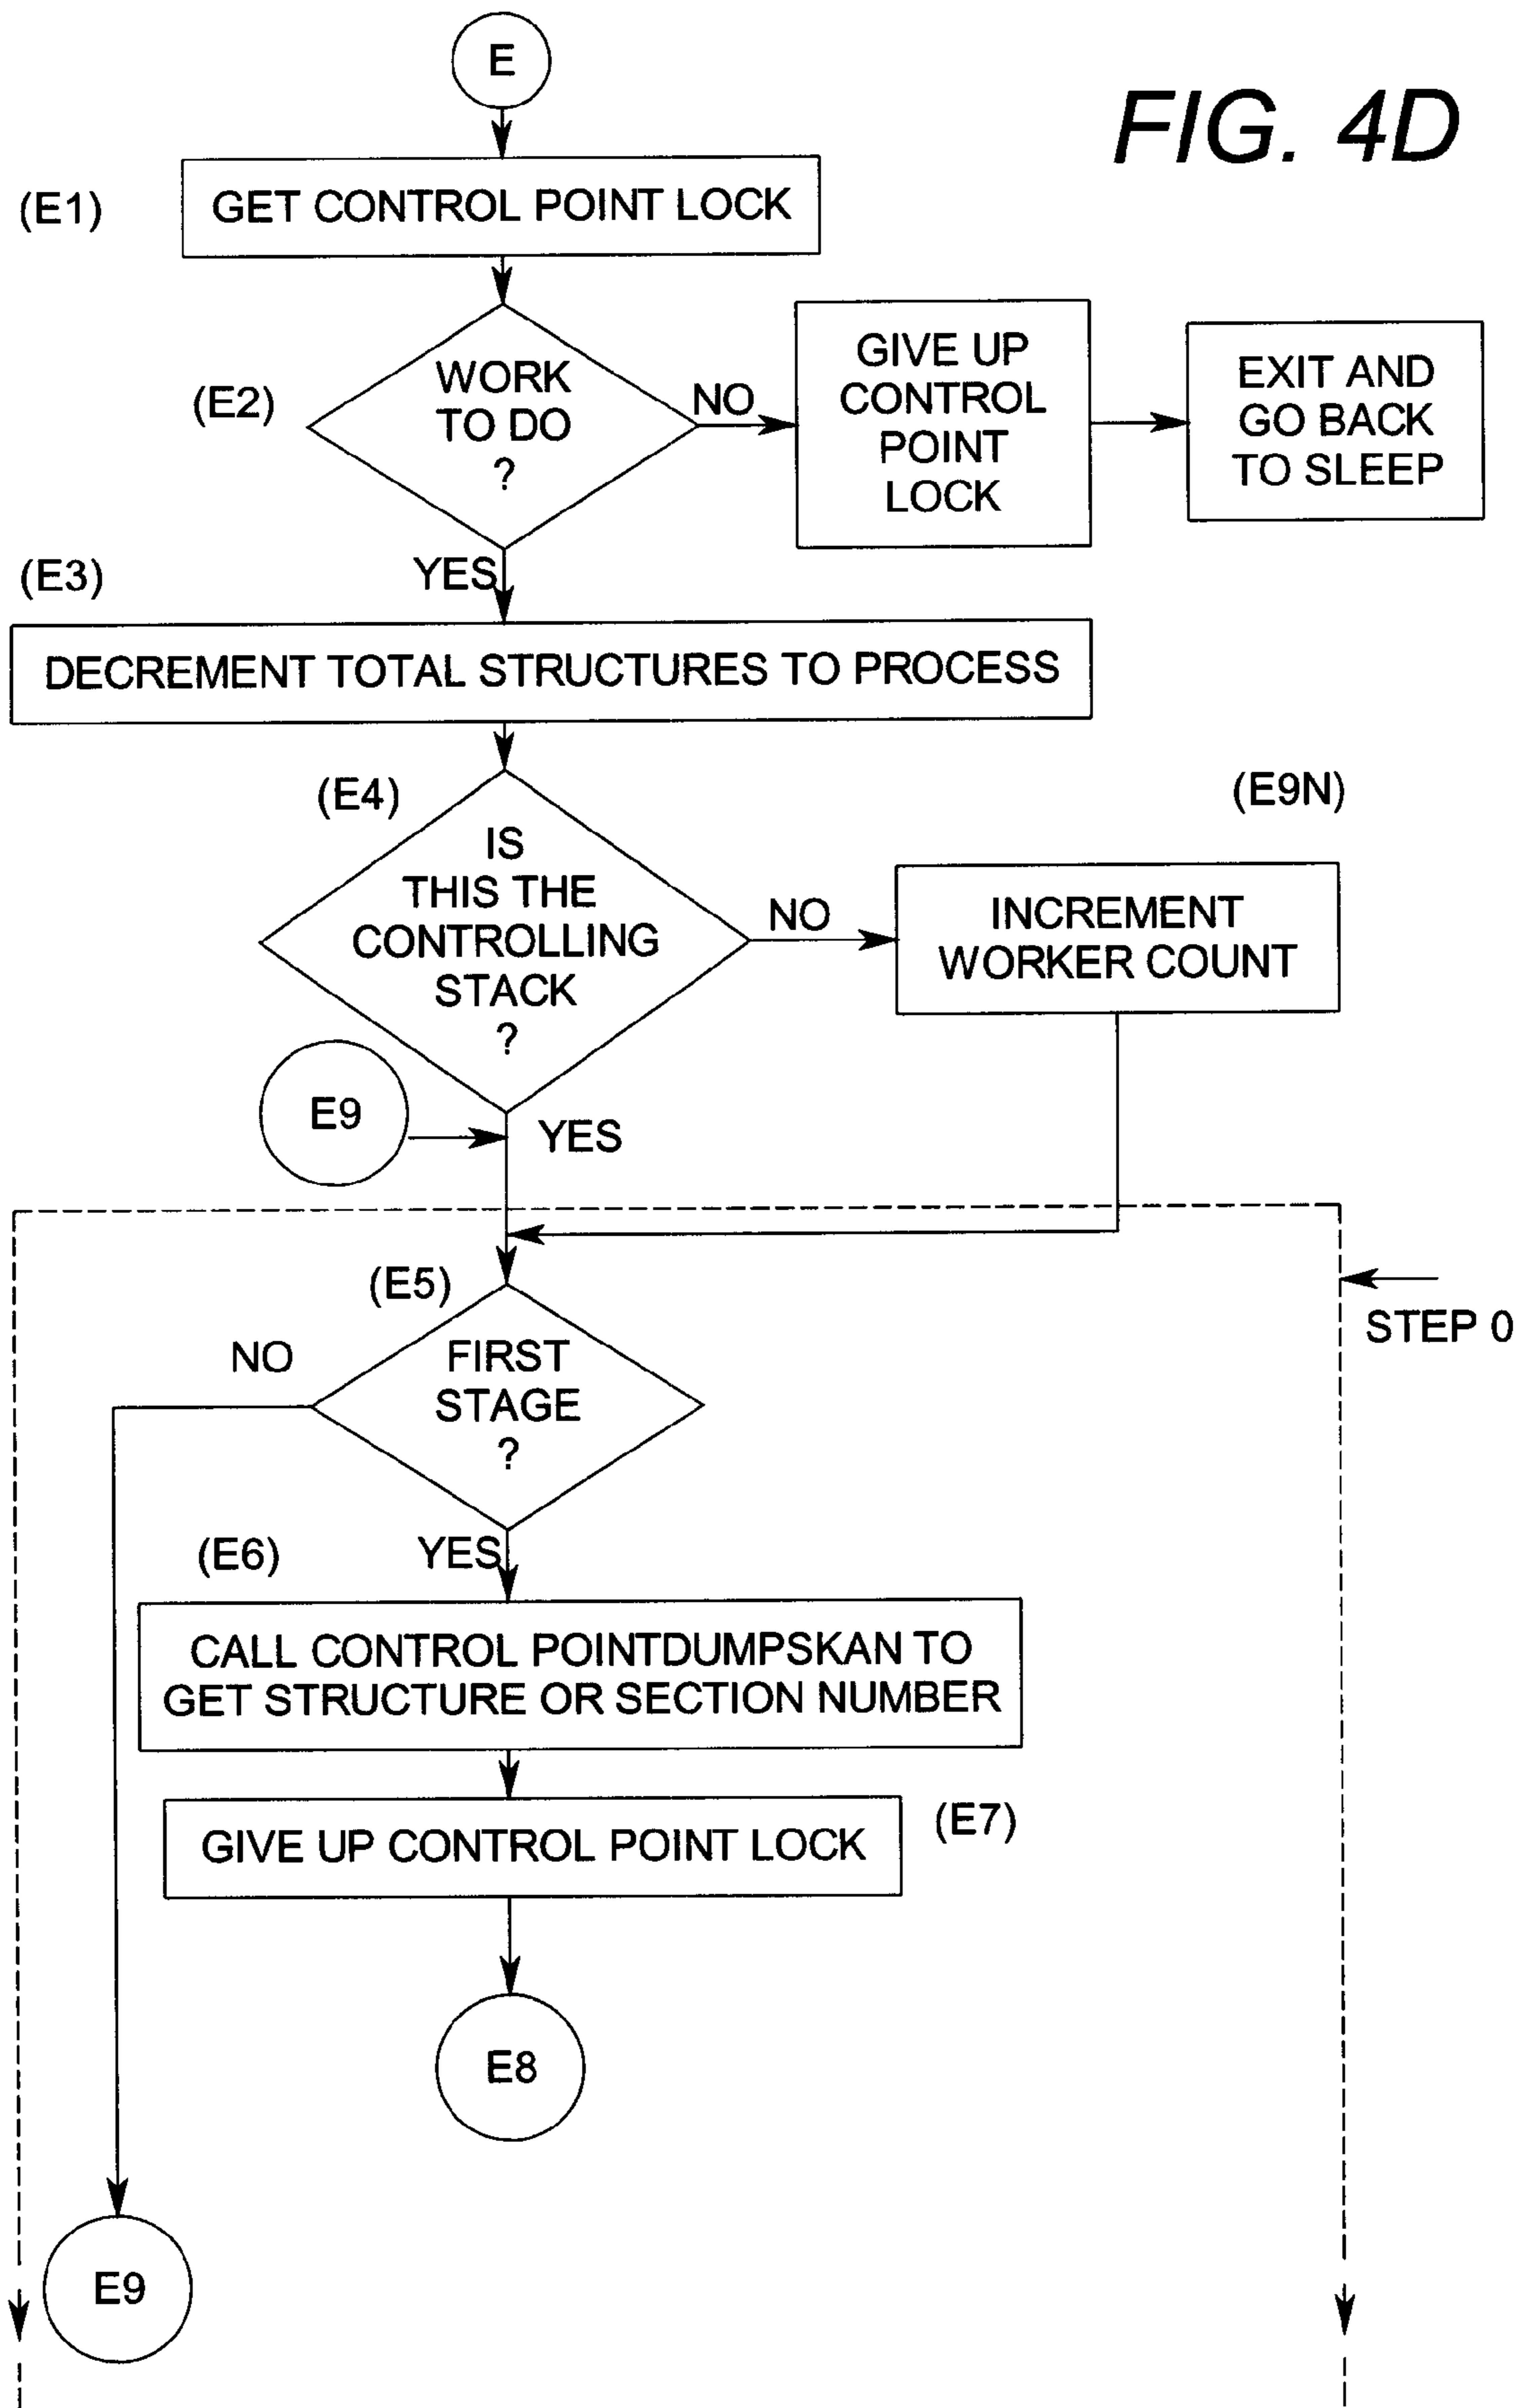 E
FIG. 4D
(E1)
GET CONTROL POINT LOCK
(E2)
WORK
TO DO
?
NO
GIVE UP
CONTROL
POINT
LOCK
EXIT AND
GO BACK
TO SLEEP
(E3)
YES
DECREMENT TOTAL STRUCTURES TO PROCESS
(E4)
IS
THIS THE
CONTROLLING
STACK
?
NO
(E9N)
INCREMENT
WORKER COUNT
E9
YES
(E5)
STEP 0
NO
FIRST
STAGE
?
(E6)
YES
CALL CONTROL POINTDUMPSKAN TO
GET STRUCTURE OR SECTION NUMBER
GIVE UP CONTROL POINT LOCK
(E7)
E8
E9